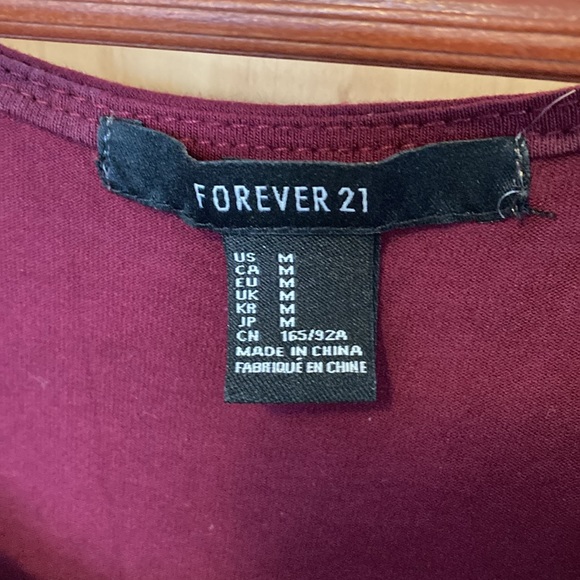 FOREVER 21
US M
CA M
EU M
UK M
KR M
JP M
CN 165/92A
MADE IN CHINA
FABRIQUÉ EN CHINE